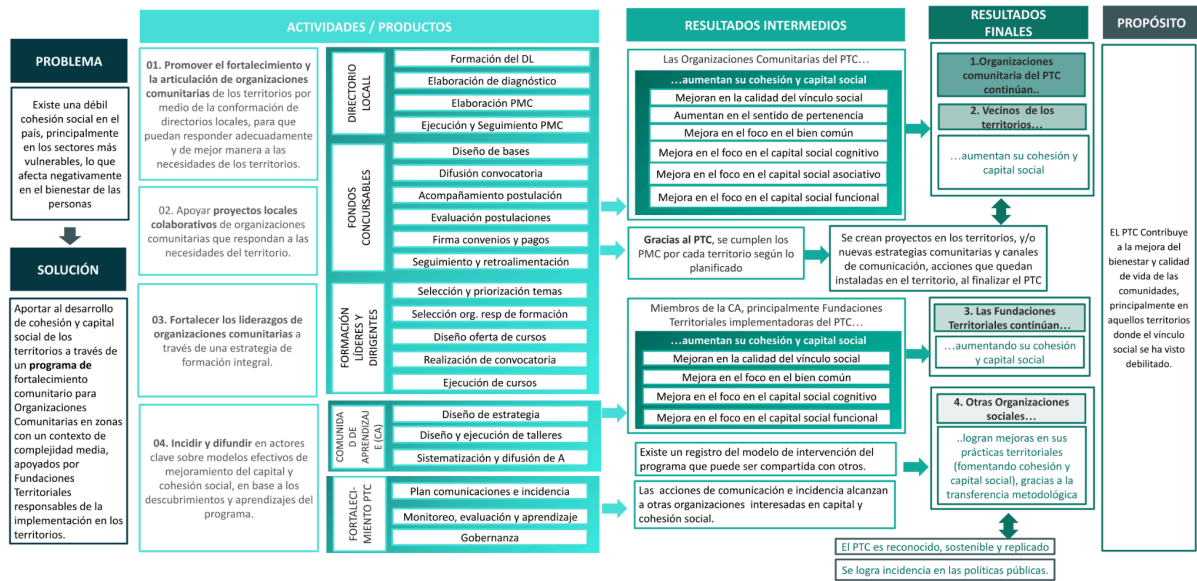 PROBLEMA
Existe una débil
cohesión social en el
país, principalmente
en los sectores más
vulnerables, lo que
afecta negativamente
en el bienestar de las
personas
SOLUCIÓN
Aportar al desarrollo
de cohesión y capital
social de los
territorios a través de
un programa de
fortalecimiento
comunitario para
Organizaciones
Comunitarias en zonas
con un contexto de
complejidad media,
apoyados por
Fundaciones
Territoriales
responsables de la
implementación en los
territorios.
ACTIVIDADES / PRODUCTOS
01. Promover el fortalecimiento y
la articulación de organizaciones
comunitarias de los territorios por
medio de la conformación de
directorios locales, para que
puedan responder adecuadamente
y de mejor manera a las
necesidades de los territorios.
02. Apoyar proyectos locales
colaborativos de organizaciones
comunitarias que respondan a las
necesidades del territorio.
03. Fortalecer los liderazgos de
organizaciones comunitarias a
través de una estrategia de
formación integral.
04. Incidir y difundir en actores
clave sobre modelos efectivos de
mejoramiento del capital y
cohesión social, en base a los
descubrimientos y aprendizajes del
programa.
DIRECTORIO
LOCALL
Formación del DL
Elaboración de diagnóstico
Elaboración PMC
Ejecución y Seguimiento PMC
FONDOS
CONCURSABLES
Diseño de bases
Difusión convocatoria
Acompañamiento postulación
Evaluación postulaciones
Firma convenios y pagos
Seguimiento y retroalimentación
FORMACIÓN
LÍDERES Y
DIRIGENTES
Selección y priorización temas
Selección org. resp de formación
Diseño oferta de cursos
Realización de convocatoria
Ejecución de cursos
COMUNIDA
D DE
APRENDIZAJ
E (CA)
Diseño de estrategia
Diseño y ejecución de talleres
Sistematización y difusión de A
FORTALECI-
MIENTO PTC
Plan comunicaciones e incidencia
Monitoreo, evaluación y aprendizaje
Gobernanza
RESULTADOS INTERMEDIOS
Las Organizaciones Comunitarias del PTC…
…aumentan su cohesión y capital social
Mejoran en la calidad del vínculo social
Aumentan en el sentido de pertenencia
Mejora en el foco en el bien común
Mejora en el foco en el capital social cognitivo
Mejora en el foco en el capital social asociativo
Mejora en el foco en el capital social funcional
Gracias al PTC, se cumplen los
PMC por cada territorio según lo
planificado
Se crean proyectos en los territorios, y/o
nuevas estrategias comunitarias y canales
de comunicación, acciones que quedan
instaladas en el territorio, al finalizar el PTC
Miembros de la CA, principalmente Fundaciones
Territoriales implementadoras del PTC…
…aumentan su cohesión y capital social
Mejoran en la calidad del vínculo social
Mejora en el foco en el bien común
Mejora en el foco en el capital social cognitivo
Mejora en el foco en el capital social funcional
Existe un registro del modelo de intervención del
programa que puede ser compartida con otros.
Las acciones de comunicación e incidencia alcanzan
a otras organizaciones interesadas en capital y
cohesión social.
RESULTADOS
FINALES
1.Organizaciones
comunitaria del PTC
continúan..
2. Vecinos de los
territorios…
…aumentan su cohesión y
capital social
3. Las Fundaciones
Territoriales continúan…
…aumentando su cohesión
y capital social
4. Otras Organizaciones
sociales…
..logran mejoras en sus
prácticas territoriales
(fomentando cohesión y
capital social), gracias a la
transferencia metodológica
El PTC es reconocido, sostenible y replicado
Se logra incidencia en las políticas públicas.
PROPÓSITO
EL PTC Contribuye
a la mejora del
bienestar y calidad
de vida de las
comunidades,
principalmente en
aquellos territorios
donde el vínculo
social se ha visto
debilitado.